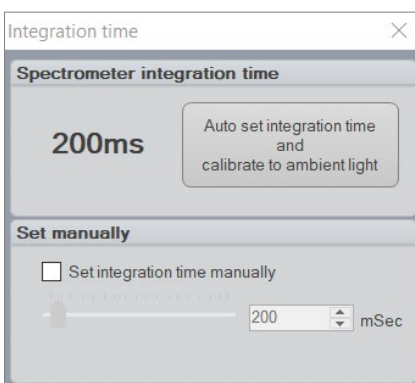 Integration time
Spectrometer integration time
200ms
Auto set integration time
and
calibrate to ambient light
Set manually
Set integration time manually
200
mSec